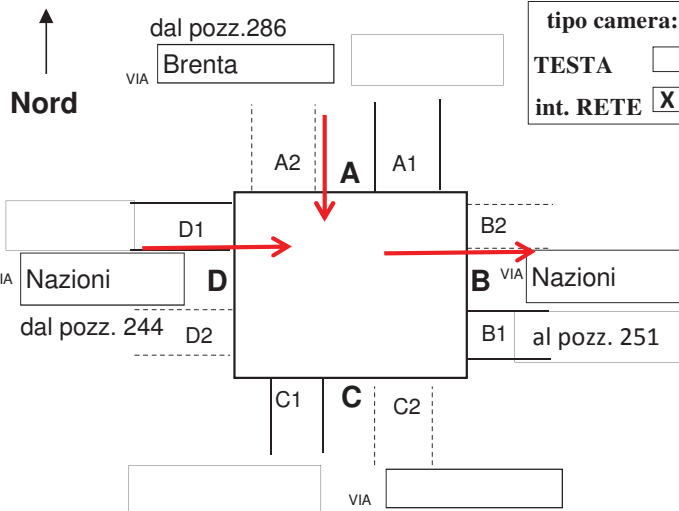 tipo camera:
TESTA
int. RETE X
Nord
dal pozz.286
VIA Brenta
A2
A
A1
D1
B2
IA Nazioni
D
B
VIA Nazioni
dal pozz. 244
D2
B1
al pozz. 251
C1
C
C2
VIA